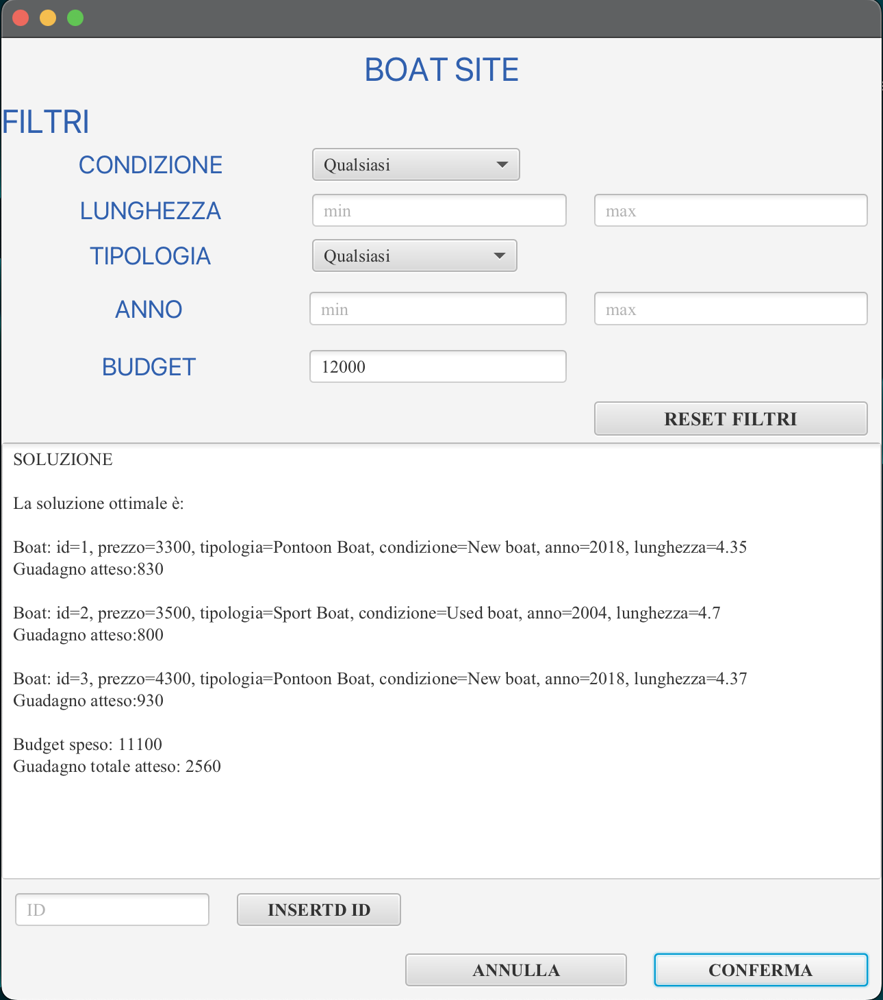 BOAT SITE
FILTRI
CONDIZIONE Qualsiasi
LUNGHEZZA min max
TIPOLOGIA Qualsiasi
ANNO min max
BUDGET 12000
RESET FILTRI
SOLUZIONE
La soluzione ottimale è:
Boat: id=1, prezzo=3300, tipologia=Pontoon Boat, condizione=New boat, anno=2018, lunghezza=4.35
Guadagno atteso:830
Boat: id=2, prezzo=3500, tipologia=Sport Boat, condizione=Used boat, anno=2004, lunghezza=4.7
Guadagno atteso:800
Boat: id=3, prezzo=4300, tipologia=Pontoon Boat, condizione=New boat, anno=2018, lunghezza=4.37
Guadagno atteso:930
Budget speso: 11100
Guadagno totale atteso: 2560
ID INSERTD ID
ANNULLA CONFERMA